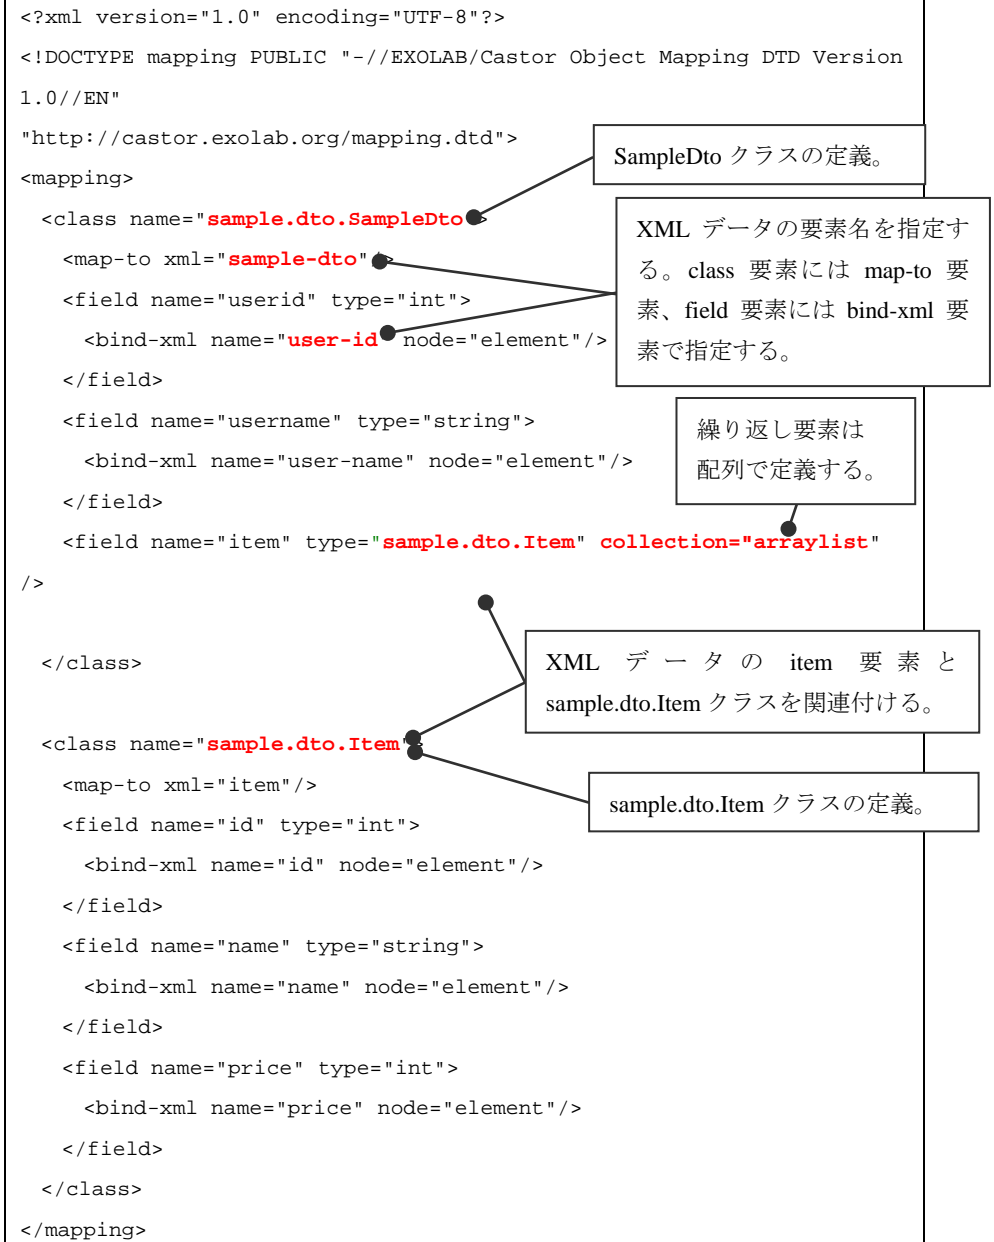 <?xml version="1.0" encoding="UTF-8"?>
<!DOCTYPE mapping PUBLIC "-//EXOLAB/Castor Object Mapping DTD Version
1.0//EN"
"http://castor.exolab.org/mapping.dtd">
SampleDto クラスの定義。
<mapping>
<class name="sample.dto.SampleDto">
XML データの要素名を指定す
る。class 要素には map-to 要
素、field 要素には bind-xml 要
素で指定する。
<map-to xml="sample-dto"/>
<field name="userid" type="int">
<bind-xml name="user-id" node="element"/>
</field>
<field name="username" type="string">
繰り返し要素は
配列で定義する。
<bind-xml name="user-name" node="element"/>
</field>
<field name="item" type="sample.dto.Item" collection="arraylist"
/>
</class>
XML データの item 要素と
sample.dto.Item クラスを関連付ける。
<class name="sample.dto.Item">
<map-to xml="item"/>
sample.dto.Item クラスの定義。
<field name="id" type="int">
<bind-xml name="id" node="element"/>
</field>
<field name="name" type="string">
<bind-xml name="name" node="element"/>
</field>
<field name="price" type="int">
<bind-xml name="price" node="element"/>
</field>
</class>
</mapping>